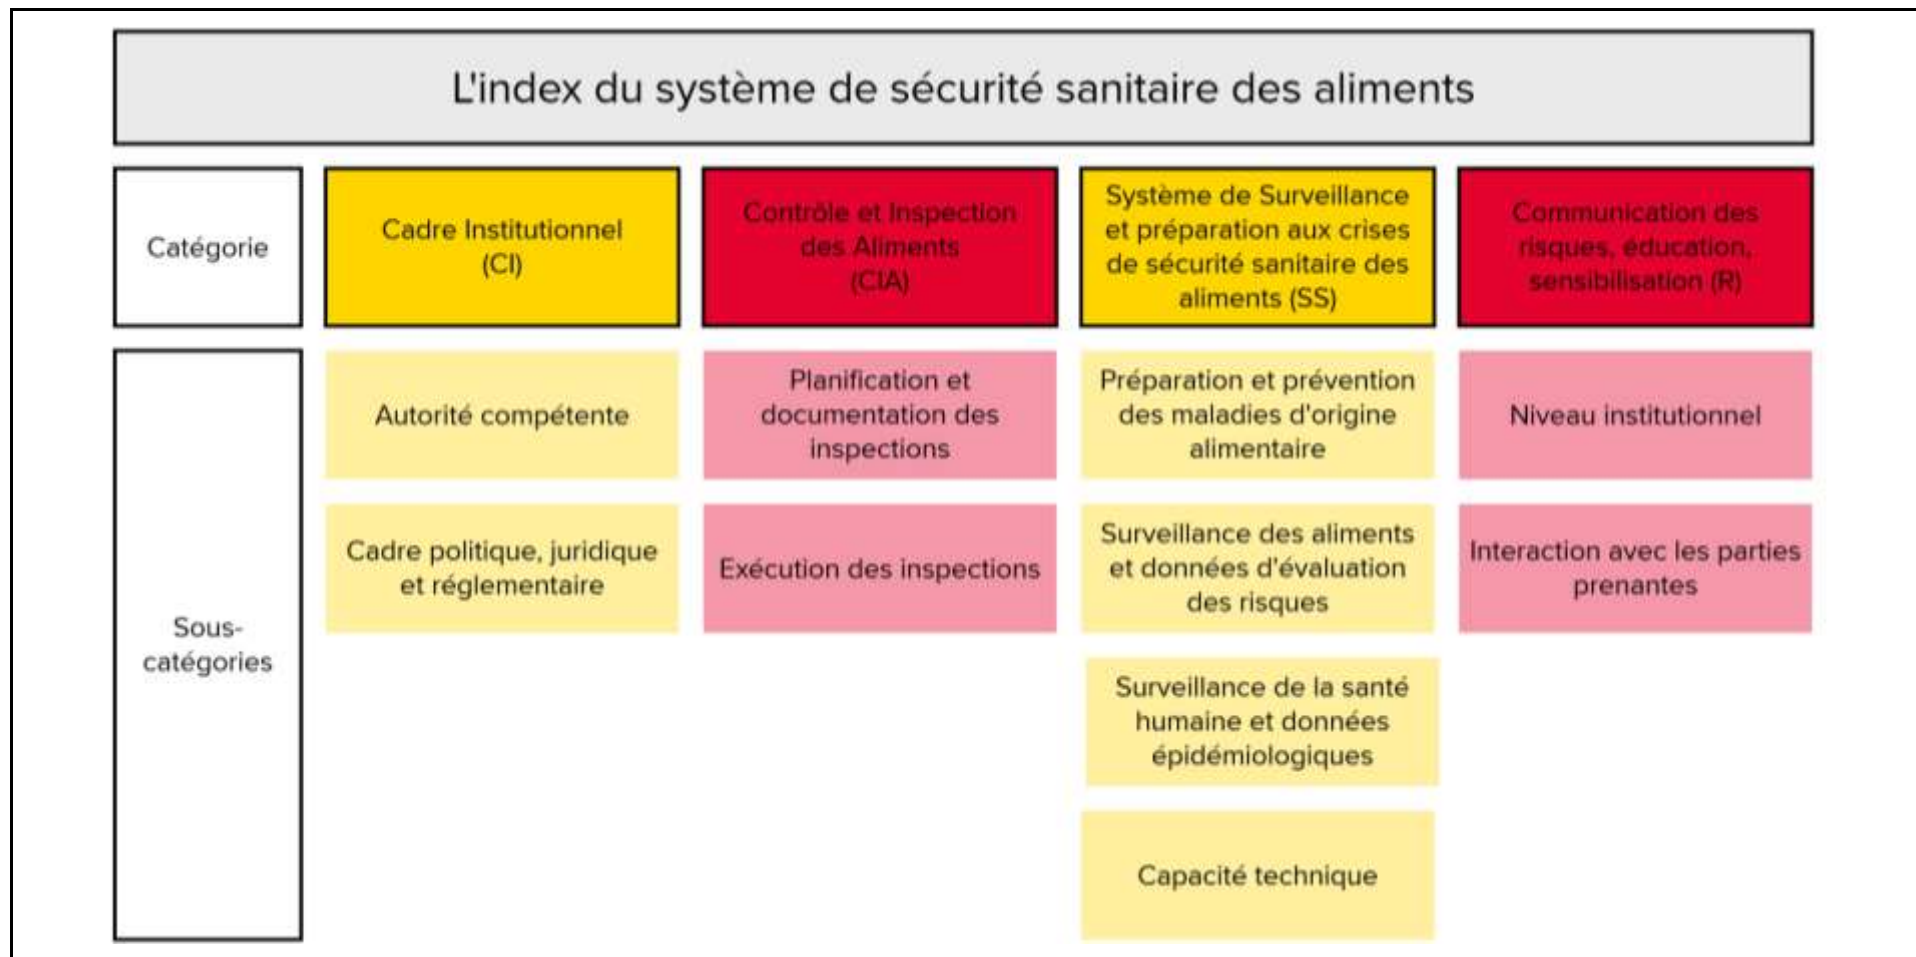 L'index du système de sécurité sanitaire des aliments
Catégorie
Cadre Institutionnel
(CI)
Contrôle et Inspection
des Aliments
(CIA)
Système de Surveillance
et préparation aux crises
de sécurité sanitaire des
aliments (SS)
Communication des
risques, éducation,
sensibilisation (R)
Sous-
catégories
Autorité compétente
Planification et
documentation des
inspections
Préparation et prévention
des maladies d'origine
alimentaire
Niveau institutionnel
Cadre politique, juridique
et réglementaire
Exécution des inspections
Surveillance des aliments
et données d'évaluation
des risques
Interaction avec les parties
prenantes
Surveillance de la santé
humaine et données
épidémiologiques
Capacité technique